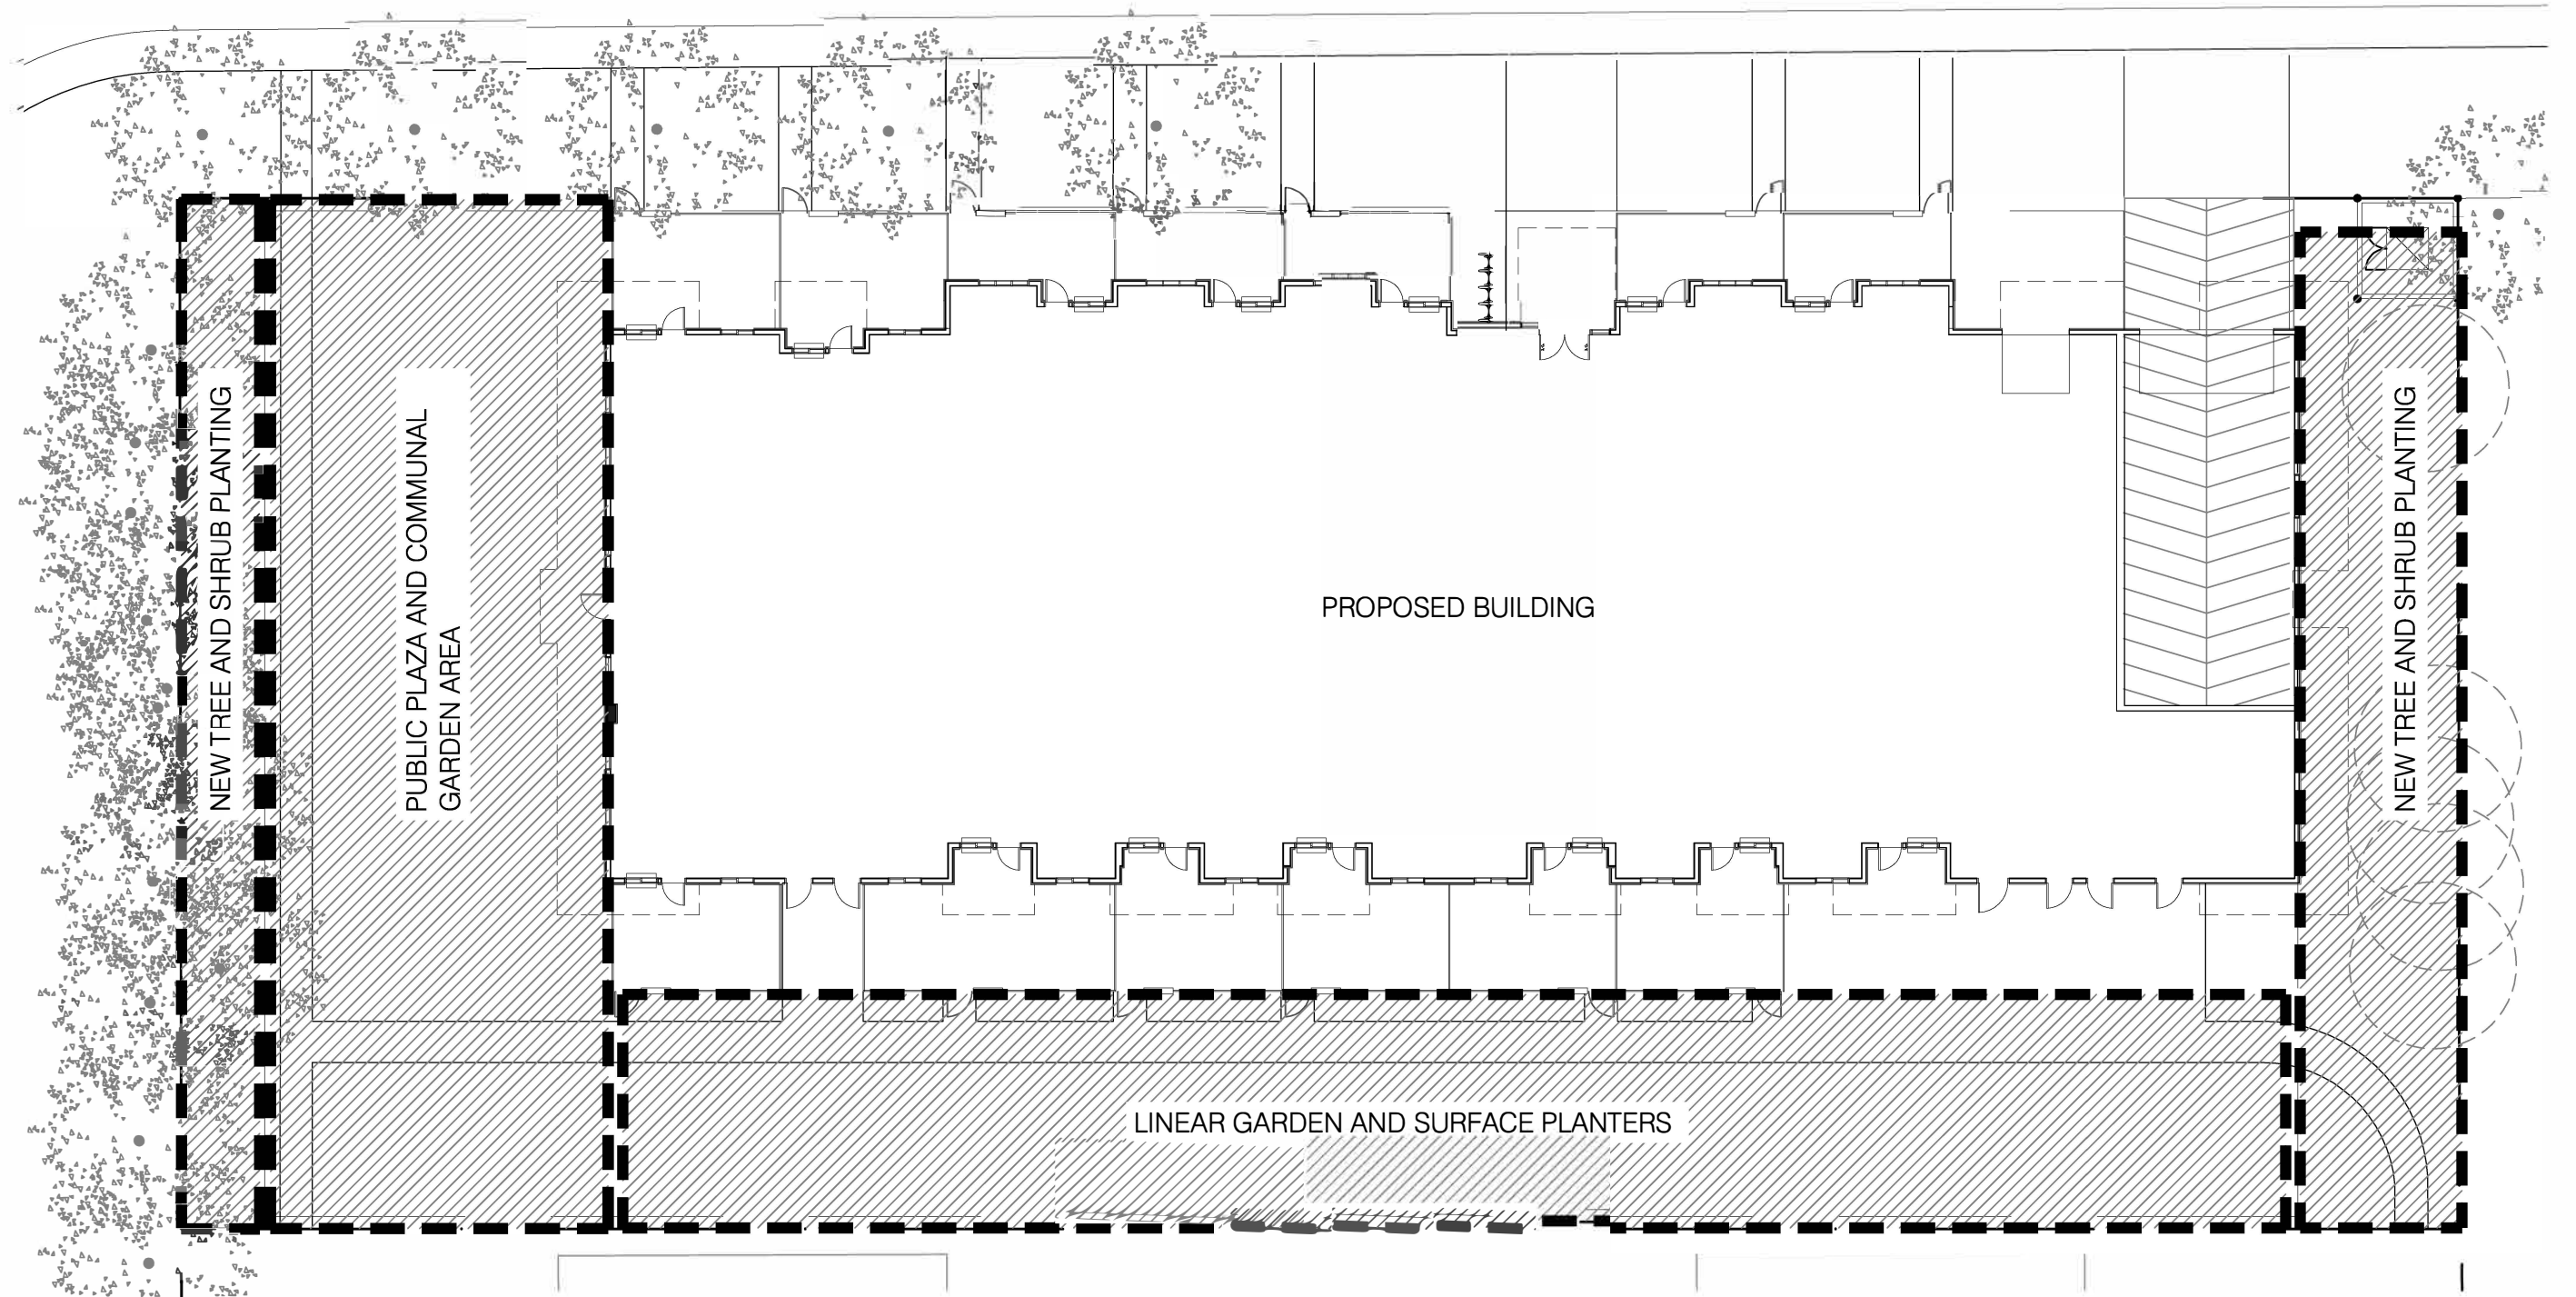 NEW TREE AND SHRUB PLANTING
PUBLIC PLAZA AND COMMUNAL
GARDEN AREA
PROPOSED BUILDING
NEW TREE AND SHRUB PLANTING
LINEAR GARDEN AND SURFACE PLANTERS